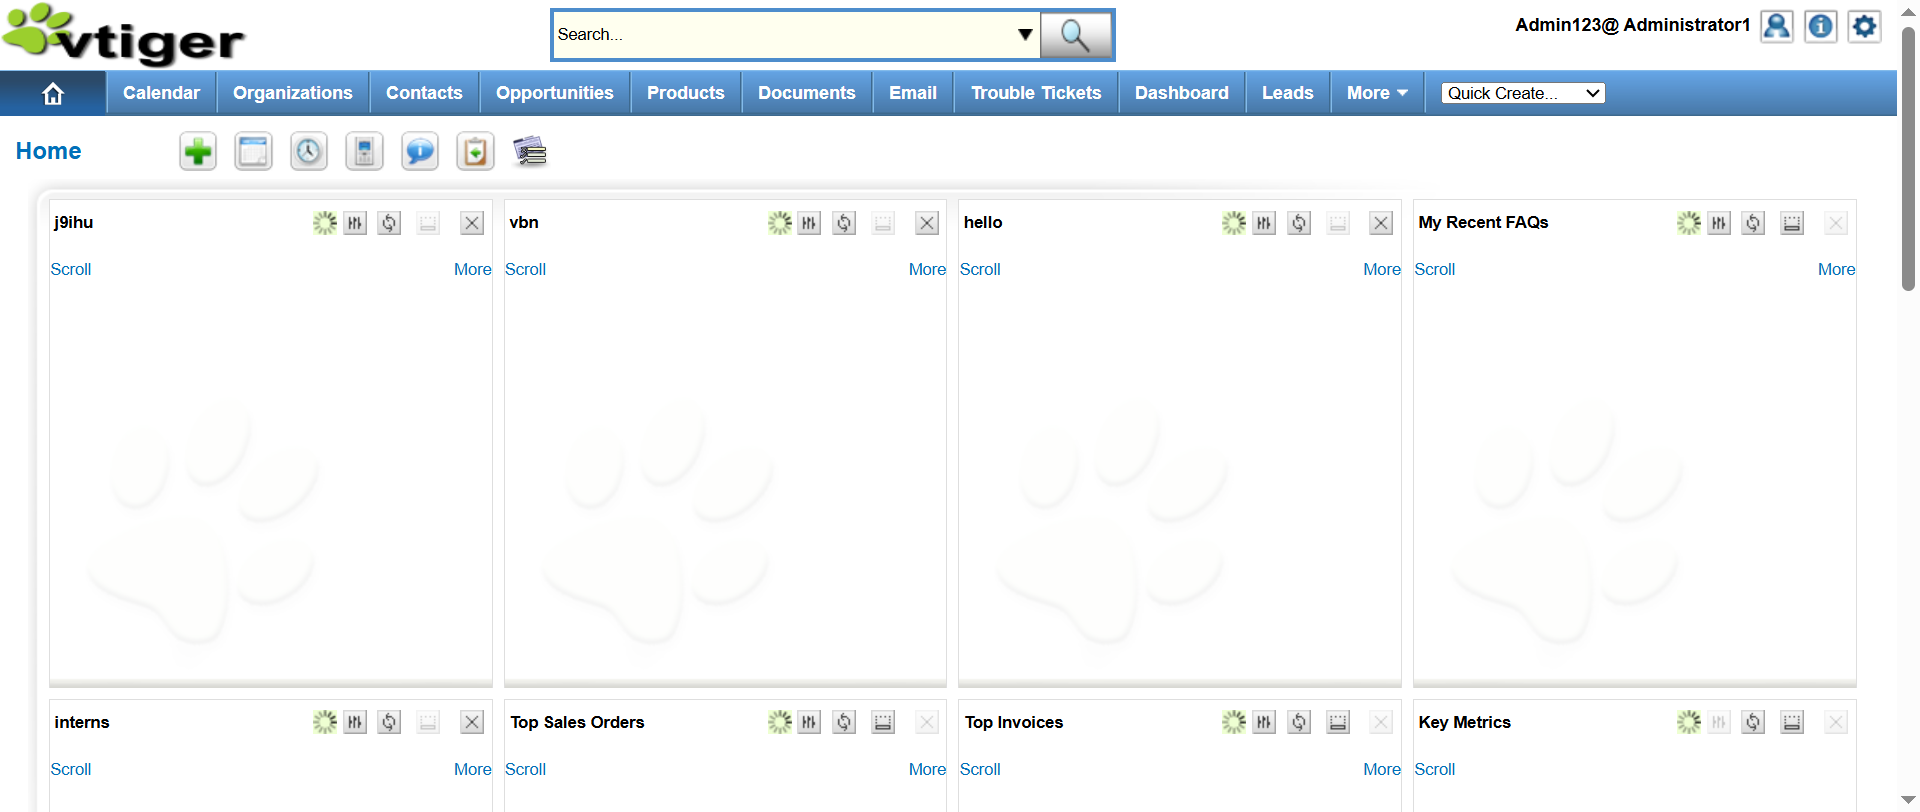 vtiger
Search...
Admin123@ Administrator1
Calendar Organizations Contacts Opportunities Products Documents Email Trouble Tickets Dashboard Leads More Quick Create...
Home
j9ihu
Scroll More
vbn
Scroll More
hello
Scroll More
My Recent FAQs
Scroll More
interns
Scroll More
Top Sales Orders
Scroll More
Top Invoices
Scroll More
Key Metrics
Scroll